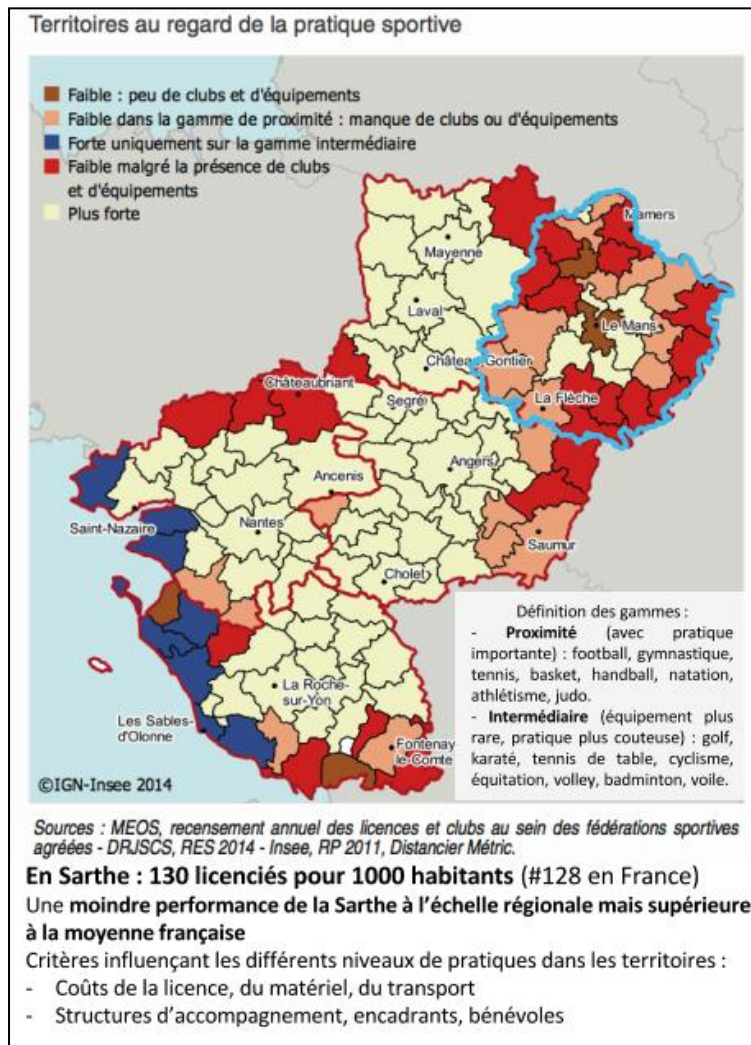 Territoires au regard de la pratique sportive
Faible : peu de clubs et d'équipements
Faible dans la gamme de proximité : manque de clubs ou d'équipements
Forte uniquement sur la gamme intermédiaire
Faible malgré la présence de clubs
et d'équipements
Plus forte
Mamers
Mayenne
Laval
Le Mans
Château Gontier
Châteaubriant
Segré
La Flèche
Ancenis
Angers
Saint-Nazaire
Nantes
Saumur
Cholet
La Roche-
sur-Yon
Les Sables-
d'Olonne
Fontenay
le-Comte
Définition des gammes :
- Proximité (avec pratique
importante) : football, gymnastique,
tennis, basket, handball, natation,
athlétisme, judo.
- Intermédiaire (équipement plus
rare, pratique plus couteuse) : golf,
karaté, tennis de table, cyclisme,
équitation, volley, badminton, voile.
©IGN-Insee 2014
Sources : MEOS, recensement annuel des licences et clubs au sein des fédérations sportives
agréées - DRJSCS, RES 2014 - Insee, RP 2011, Distancier Métric.
En Sarthe : 130 licenciés pour 1000 habitants (#128 en France)
Une moindre performance de la Sarthe à l'échelle régionale mais supérieure
à la moyenne française
Critères influençant les différents niveaux de pratiques dans les territoires :
- Coûts de la licence, du matériel, du transport
- Structures d'accompagnement, encadrants, bénévoles